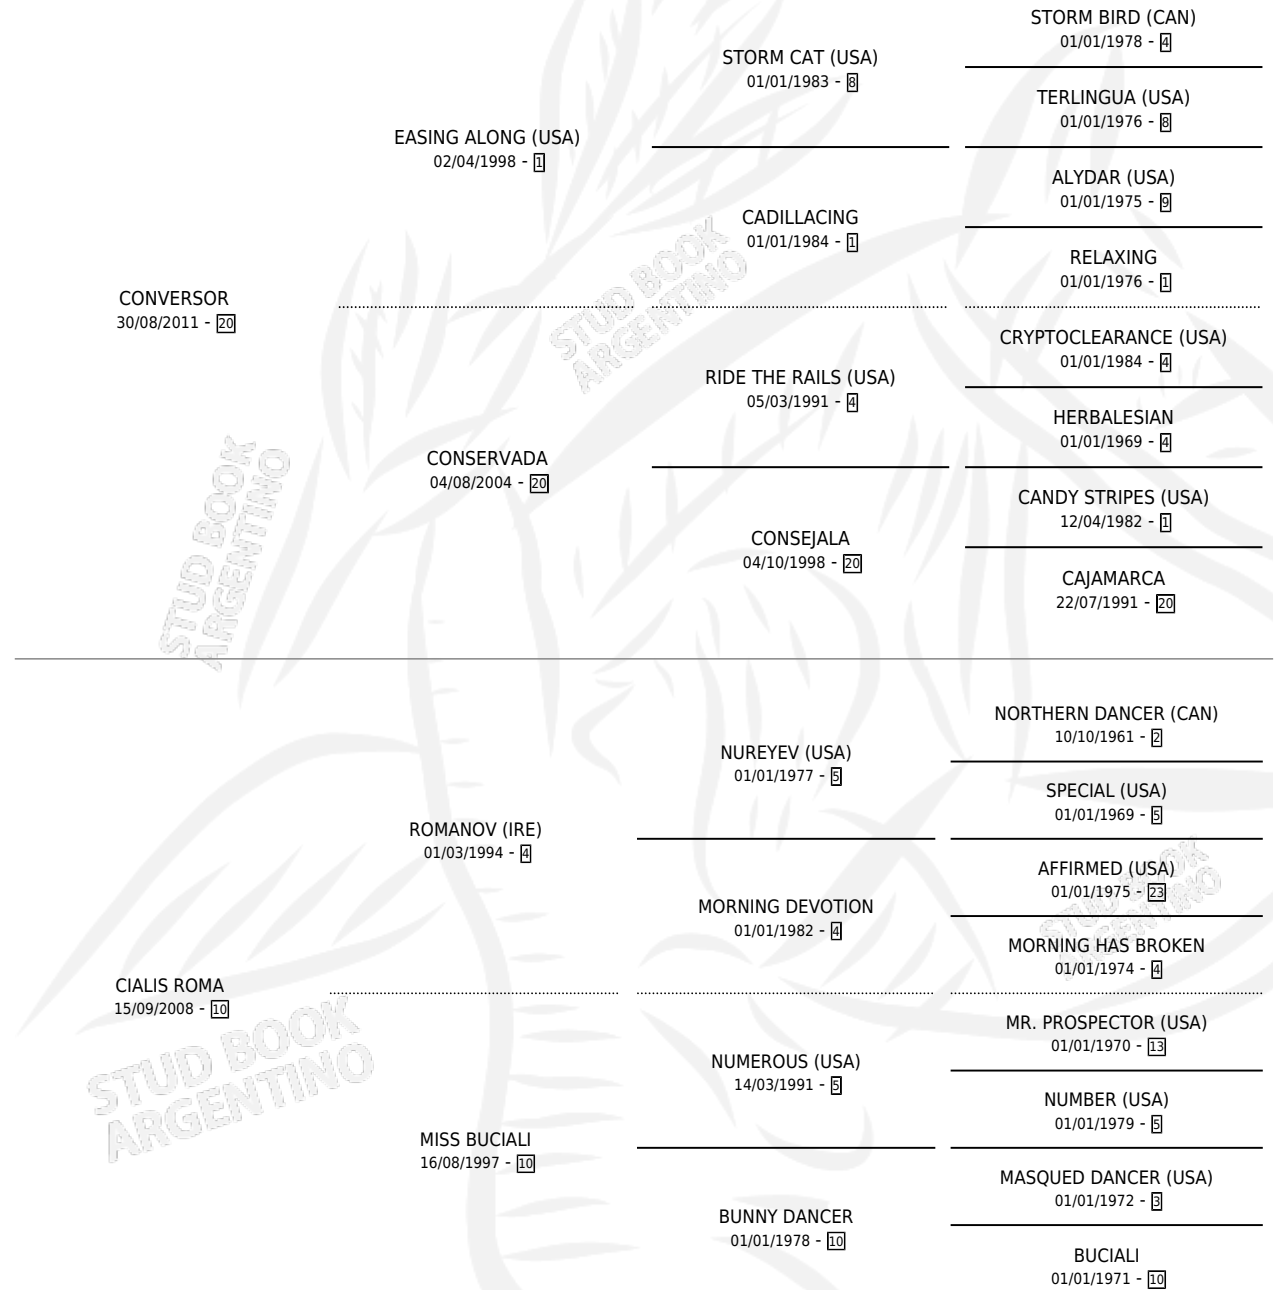 STORM BIRD (CAN)
01/01/1978 - 4
STORM CAT (USA)
01/01/1983 - 8
TERLINGUA (USA)
01/01/1976 - 8
EASING ALONG (USA)
02/04/1998 - 1
ALYDAR (USA)
01/01/1975 - 9
CADILLACING
01/01/1984 - 1
RELAXING
01/01/1976 - 1
CONVERSOR
30/08/2011 - 20
CRYPTOCLEARANCE (USA)
01/01/1984 - 4
RIDE THE RAILS (USA)
05/03/1991 - 4
HERBALESIAN
01/01/1969 - 4
CONSERVADA
04/08/2004 - 20
CANDY STRIPES (USA)
12/04/1982 - 1
CONSEJALA
04/10/1998 - 20
CAJAMARCA
22/07/1991 - 20
NORTHERN DANCER (CAN)
10/10/1961 - 2
NUREYEV (USA)
01/01/1977 - 5
SPECIAL (USA)
01/01/1969 - 5
ROMANOV (IRE)
01/03/1994 - 4
AFFIRMED (USA)
01/01/1975 - 23
MORNING DEVOTION
01/01/1982 - 4
MORNING HAS BROKEN
01/01/1974 - 4
CIALIS ROMA
15/09/2008 - 10
MR. PROSPECTOR (USA)
01/01/1970 - 13
NUMEROUS (USA)
14/03/1991 - 5
NUMBER (USA)
01/01/1979 - 5
MISS BUCIALI
16/08/1997 - 10
MASQUED DANCER (USA)
01/01/1972 - 3
BUNNY DANCER
01/01/1978 - 10
BUCIALI
01/01/1971 - 10
STUD BOOK
ARGENTINO
STUD BOOK
ARGENTINO
STUD BOOK
ARGENTINO
STUD BOOK
ARGENTINO